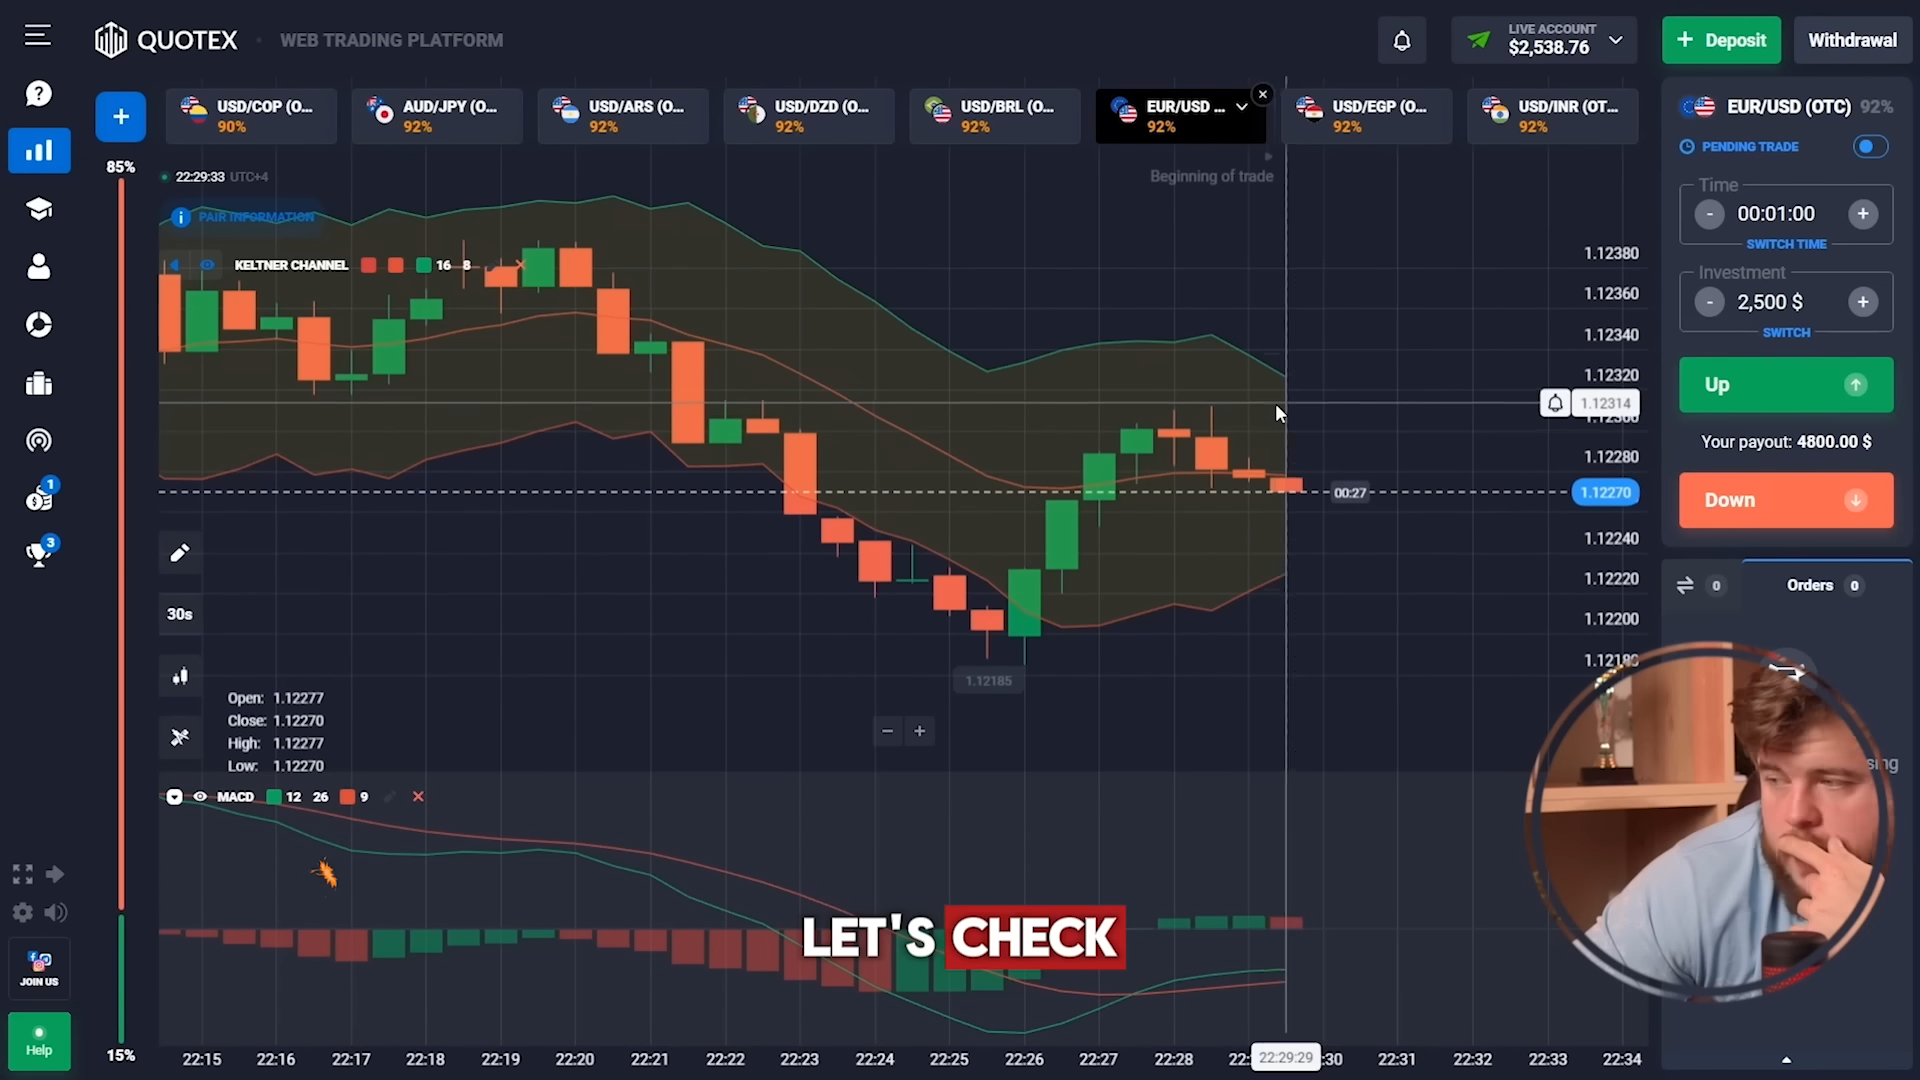 QUOTEX
WEB TRADING PLATFORM
LIVE ACCOUNT
$2,538.76
+ Deposit
Withdrawal
USD/COP (O...
90%
AUD/JPY (O...
92%
USD/ARS (O...
92%
USD/DZD (O...
92%
USD/BRL (O...
92%
EUR/USD ...
92%
USD/EGP (O...
92%
USD/INR (OT...
92%
EUR/USD (OTC) 92%
PENDING TRADE
85%
22:29:33 UTC+4
Beginning of trade
PAIR INFORMATION
KELTNER CHANNEL 16 8
Time
- 00:01:00 +
SWITCH TIME
Investment
- 2,500 $ +
SWITCH
Up
Your payout: 4800.00 $
Down
0
Orders 0
1.12380
1.12360
1.12340
1.12320
1.12314
1.12300
1.12280
1.12270
1.12240
1.12220
1.12200
1.12180
00:27
30s
1.12185
Open: 1.12277
Close: 1.12270
High: 1.12277
Low: 1.12270
- +
MACD 12 26 9
LET'S CHECK
1
3
JOIN US
Help
15%
22:15 22:16 22:17 22:18 22:19 22:20 22:21 22:22 22:23 22:24 22:25 22:26 22:27 22:28 22:29:29 :30 22:31 22:32 22:33 22:34